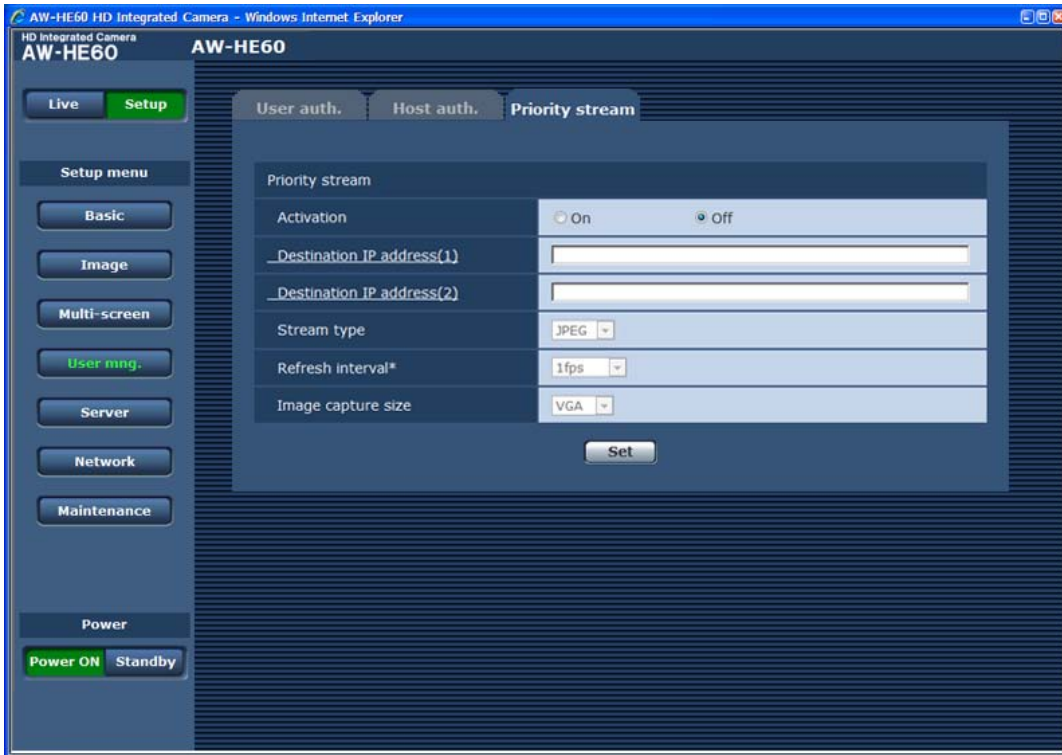 AW-HE60 HD Integrated Camera - Windows Internet Explorer
HD Integrated Camera
AW-HE60
AW-HE60
Live Setup
User auth. Host auth. Priority stream
Setup menu
Basic
Image
Multi-screen
User mng.
Server
Network
Maintenance
Power
Power ON Standby
Priority stream
Activation On Off
Destination IP address(1)
Destination IP address(2)
Stream type JPEG
Refresh interval* 1fps
Image capture size VGA
Set